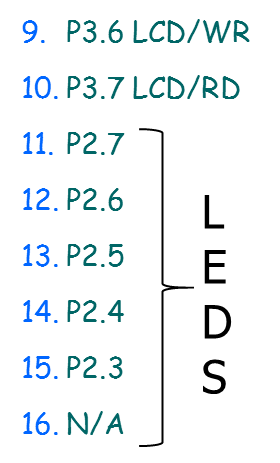 9. P3.6 LCD/WR
10. P3.7 LCD/RD
11. P2.7
12. P2.6
13. P2.5
14. P2.4
15. P2.3
16. N/A
L
E
D
S